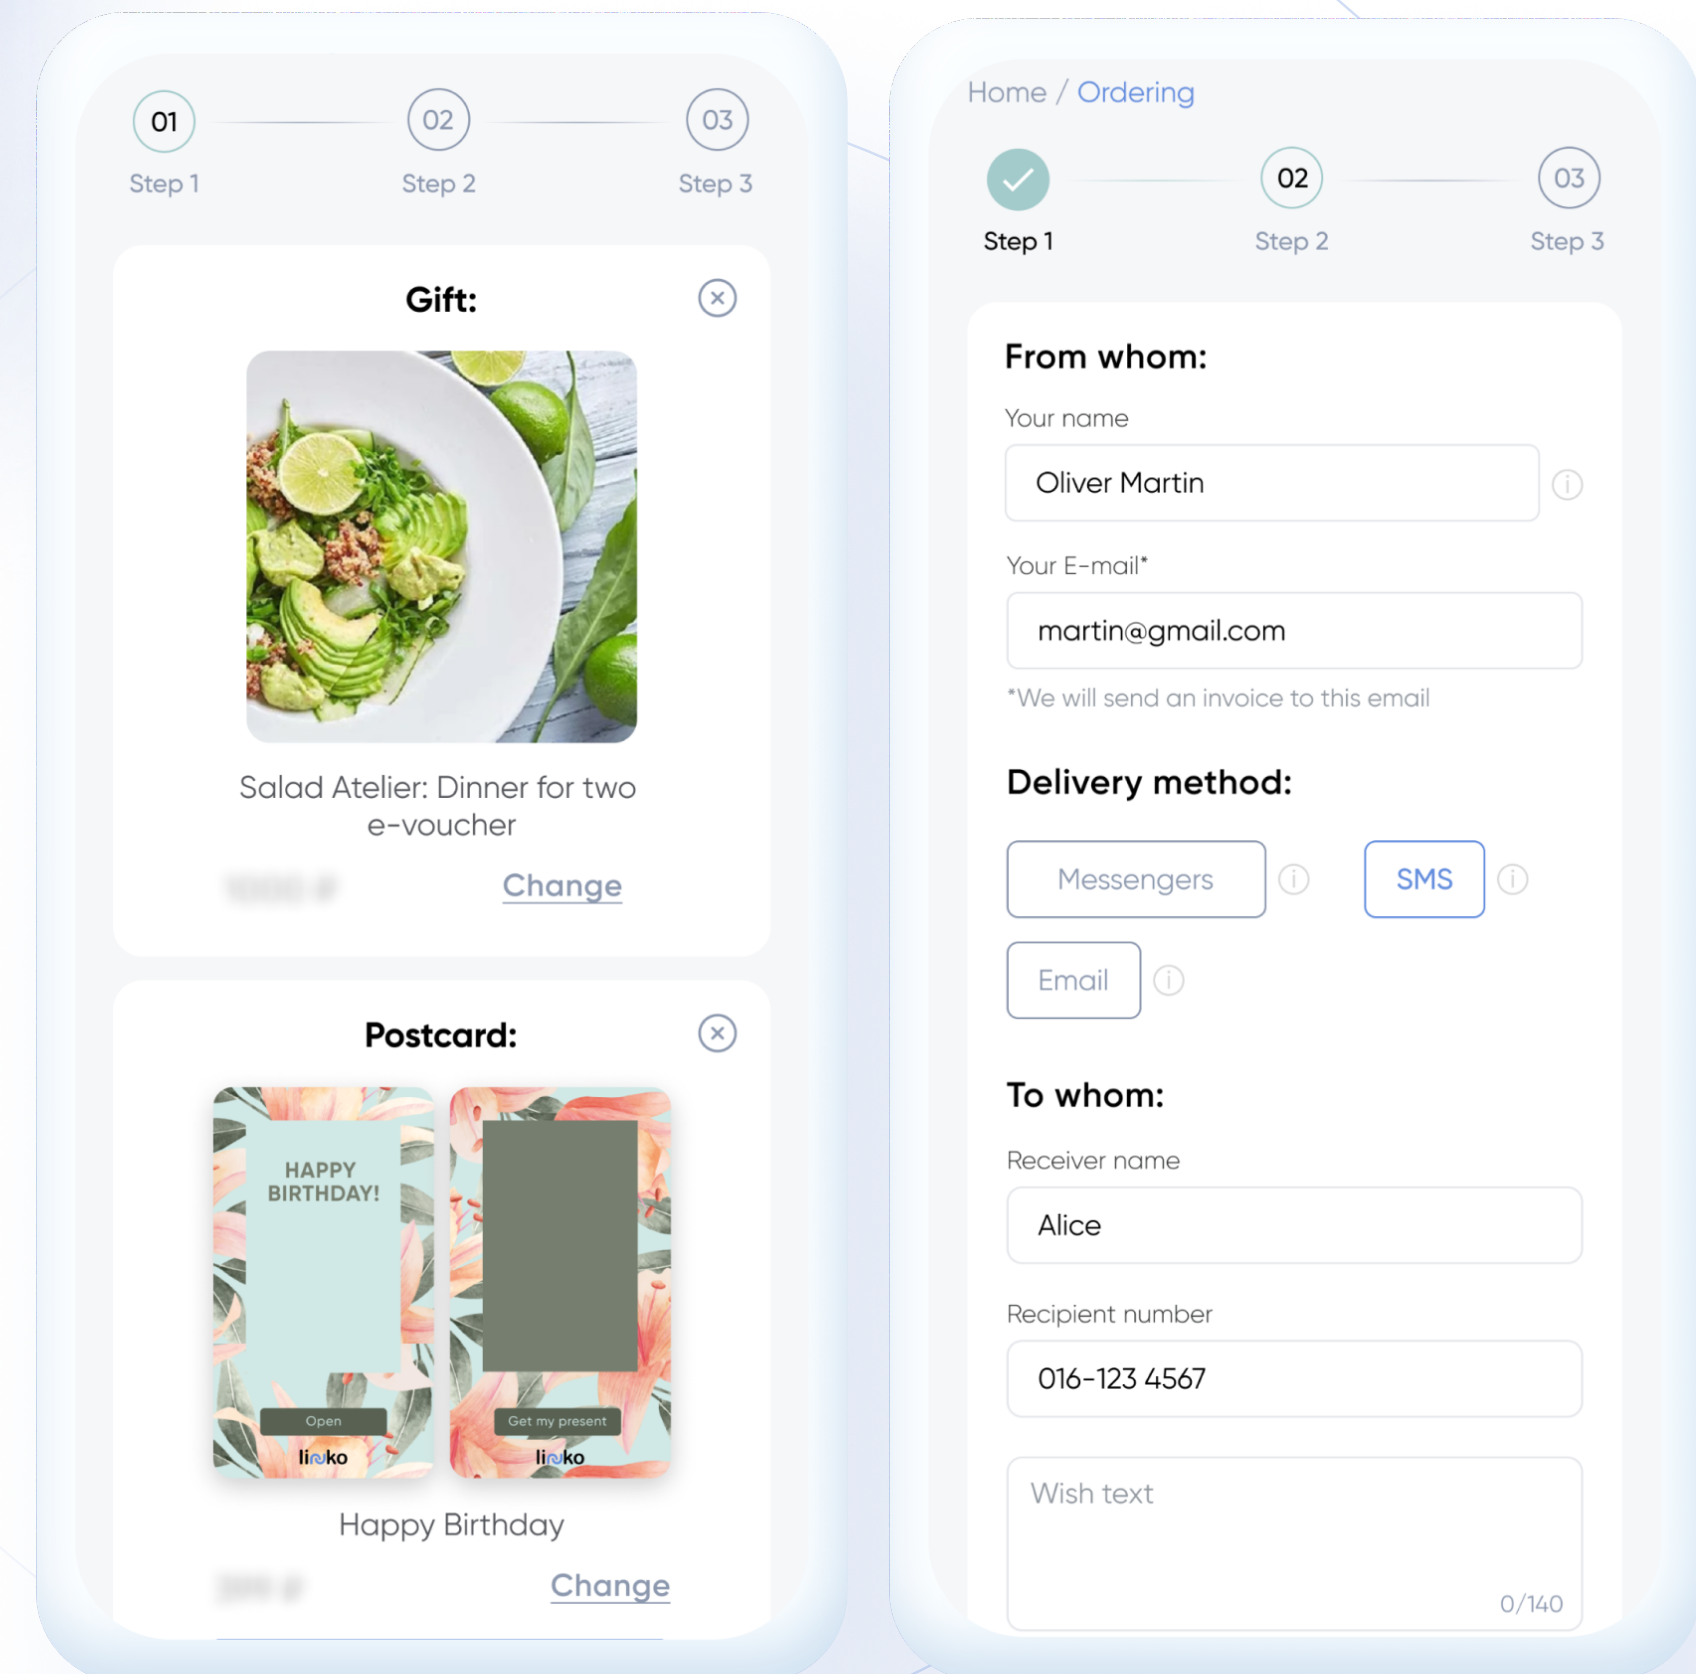 01
02
03
Step 1
Step 2
Step 3
Gift:
Salad Atelier: Dinner for two
e-voucher
Change
Postcard:
HAPPY
BIRTHDAY!
Open
linko
Get my present
linko
Happy Birthday
Change
Home / Ordering
02
03
Step 1
Step 2
Step 3
From whom:
Your name
Oliver Martin
Your E-mail*
martin@gmail.com
*We will send an invoice to this email
Delivery method:
Messengers
SMS
Email
To whom:
Receiver name
Alice
Recipient number
016-123 4567
Wish text
0/140